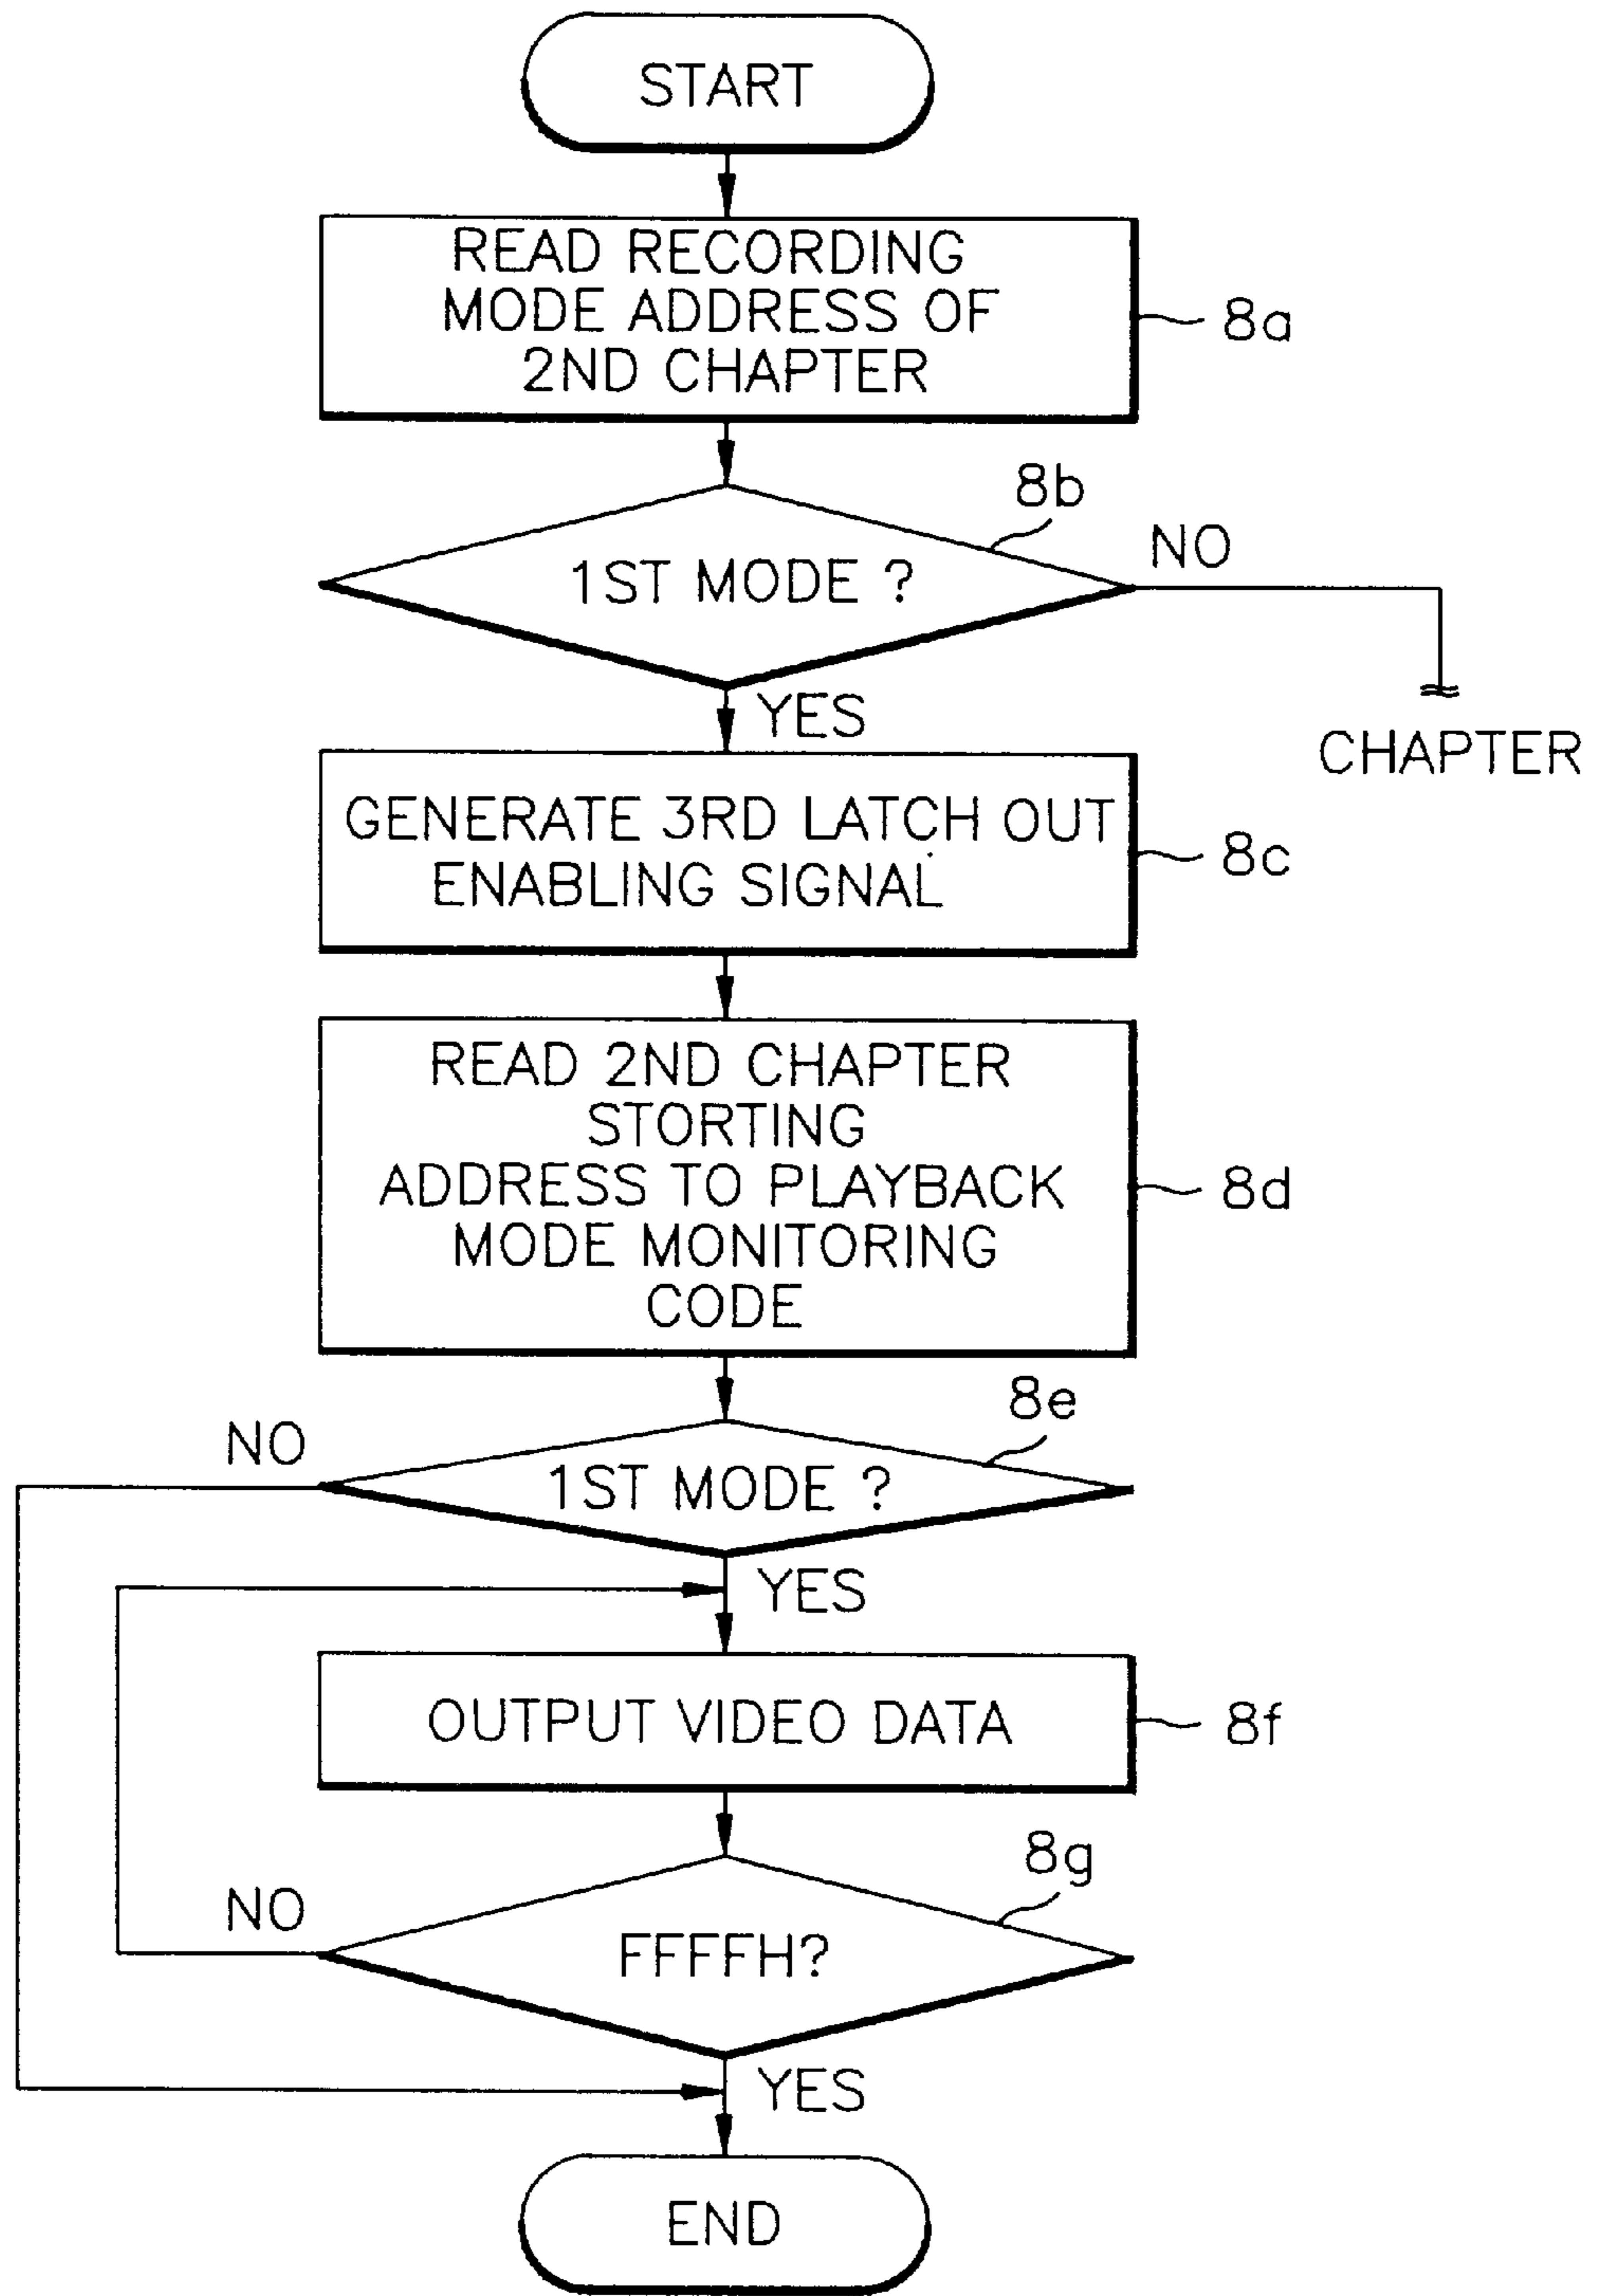 START
READ RECORDING
MODE ADDRESS OF
2ND CHAPTER
8a
8b
1ST MODE ?
NO
YES
CHAPTER
GENERATE 3RD LATCH OUT
ENABLING SIGNAL
8c
READ 2ND CHAPTER
STORTING
ADDRESS TO PLAYBACK
MODE MONITORING
CODE
8d
8e
NO
1ST MODE ?
YES
OUTPUT VIDEO DATA
8f
8g
NO
FFFFH?
YES
END